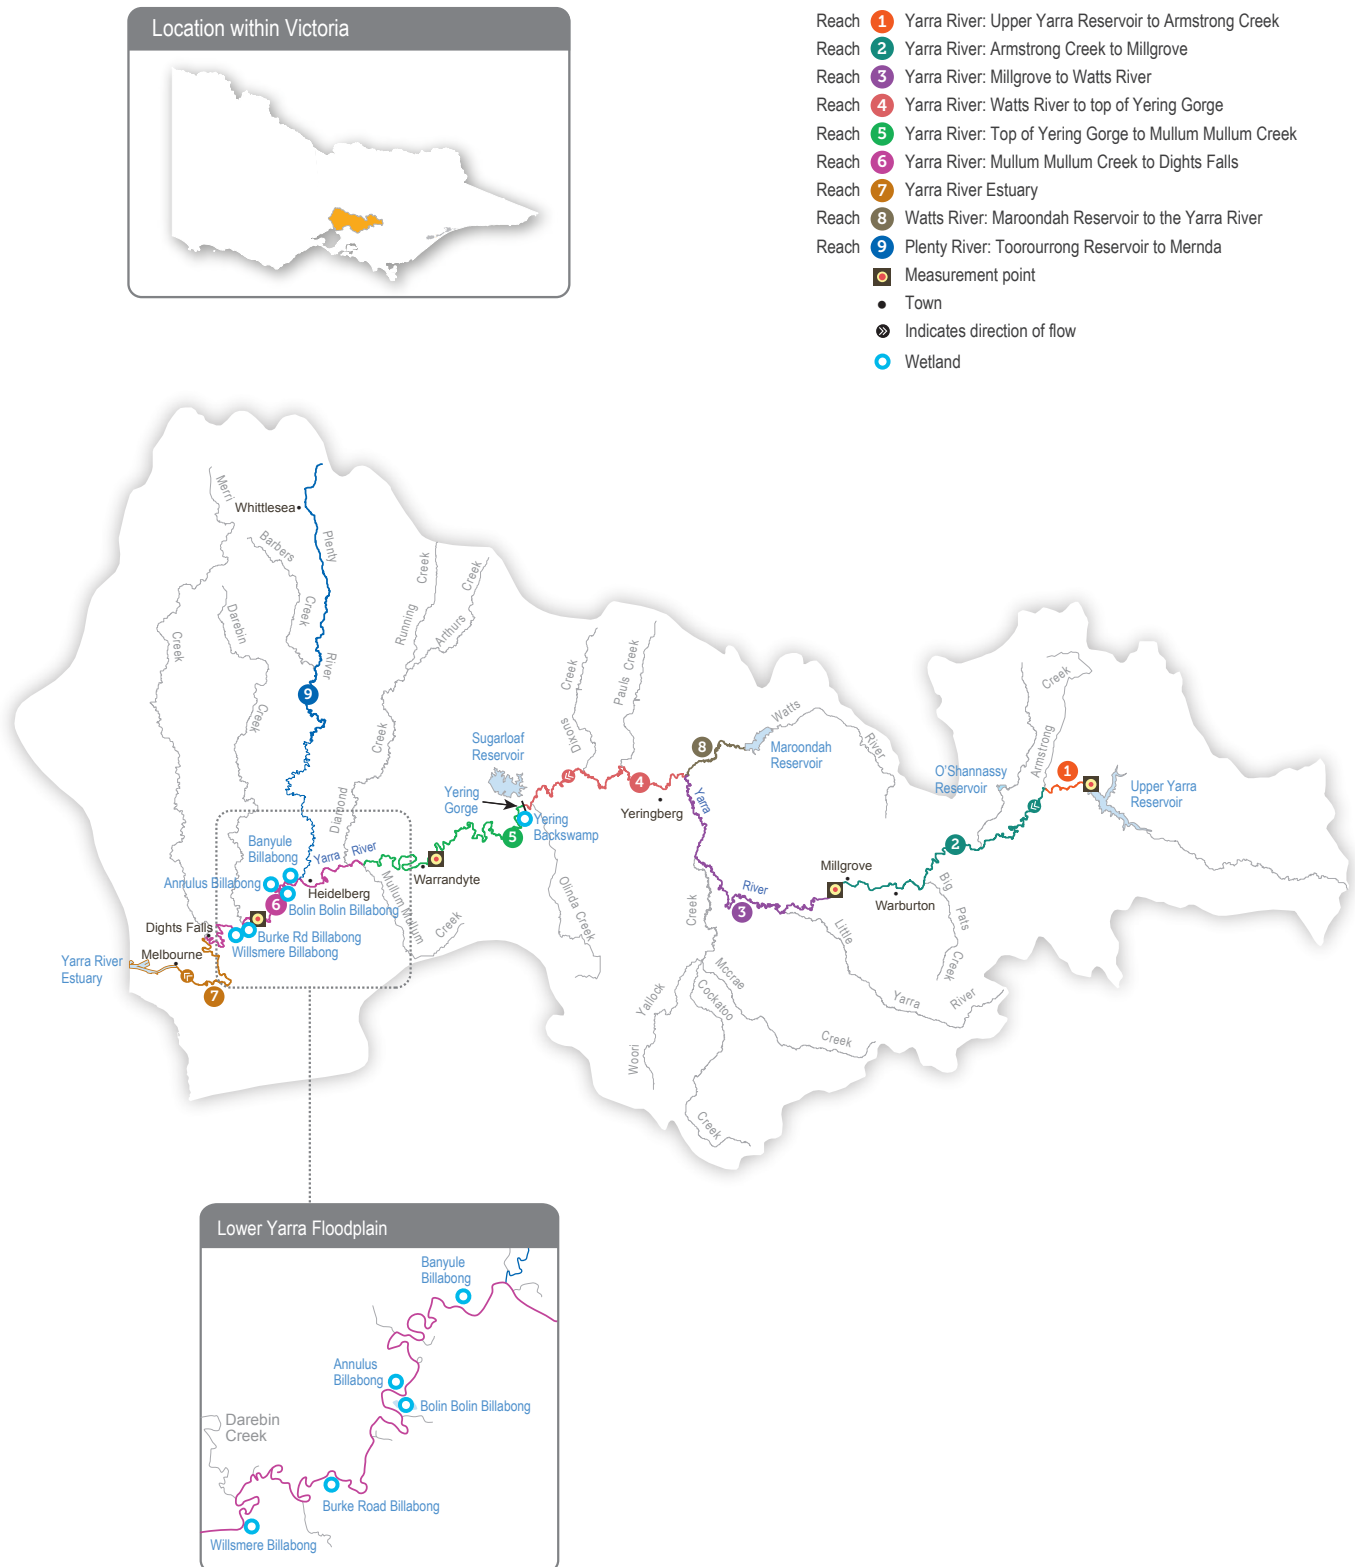 Location within Victoria
Reach 1 Yarra River: Upper Yarra Reservoir to Armstrong Creek
Reach 2 Yarra River: Armstrong Creek to Millgrove
Reach 3 Yarra River: Millgrove to Watts River
Reach 4 Yarra River: Watts River to top of Yering Gorge
Reach 5 Yarra River: Top of Yering Gorge to Mullum Mullum Creek
Reach 6 Yarra River: Mullum Mullum Creek to Dights Falls
Reach 7 Yarra River Estuary
Reach 8 Watts River: Maroondah Reservoir to the Yarra River
Reach 9 Plenty River: Toorourrong Reservoir to Mernda
Measurement point
Town
Indicates direction of flow
Wetland
Merri
Creek
Whittlesea
Barbers
Creek
Plenty
River
Darebin
Creek
9
Running
Creek
Arthurs
Creek
Diamond
Creek
Dixons
Creek
Pauls Creek
Sugarloaf
Reservoir
Yering
Gorge
5
Yering
Backswamp
4
Yeringberg
8
Watts
River
Maroondah
Reservoir
Yarra
River
3
O'Shannassy
Reservoir
Armstrong
Creek
1
Upper Yarra
Reservoir
2
Millgrove
Warburton
Big
Pats
Creek
Little
Yarra
River
Banyule
Billabong
Yarra River
Annulus Billabong
Heidelberg
6
Bolin Bolin Billabong
Warrandyte
Mullum Mullum
Creek
Olinda Creek
Dights Falls
Burke Rd Billabong
Willsmere Billabong
Melbourne
Yarra River
Estuary
7
Woori
Yallock
Creek
Mccrae
Creek
Cockatoo
Creek
Lower Yarra Floodplain
Banyule
Billabong
Annulus
Billabong
Bolin Bolin Billabong
Darebin
Creek
Burke Road Billabong
Willsmere Billabong